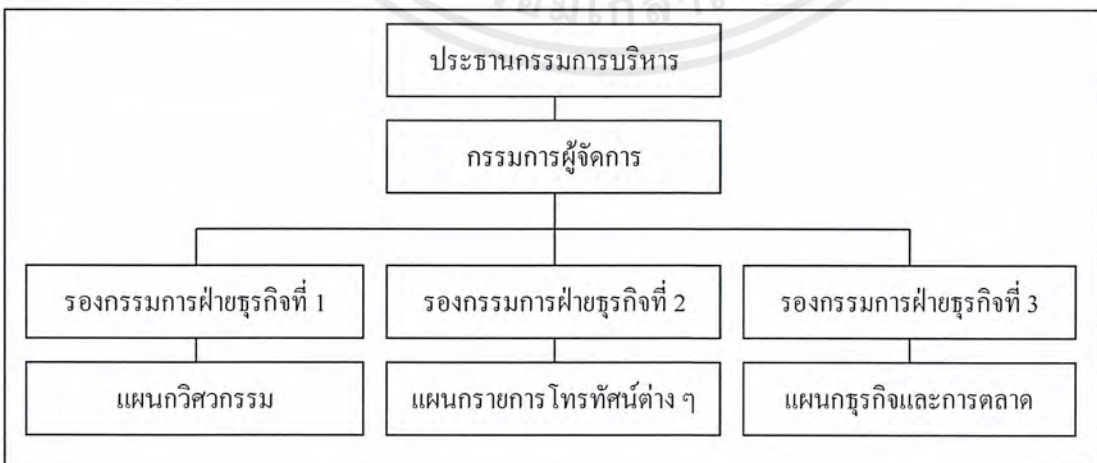 ประธานกรรมการบริหาร
กรรมการผู้จัดการ
รองกรรมการฝ่ายธุรกิจที่ 1
รองกรรมการฝ่ายธุรกิจที่ 2
รองกรรมการฝ่ายธุรกิจที่ 3
แผนกวิศวกรรม
แผนกรายการโทรทัศน์ต่าง ๆ
แผนกธุรกิจและการตลาด